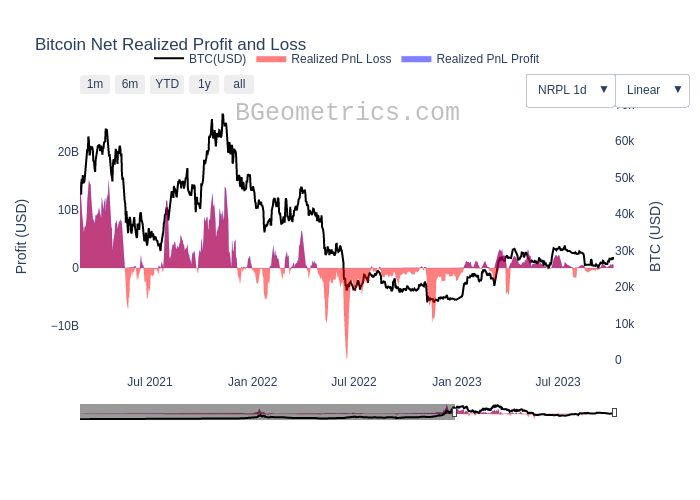 Bitcoin Net Realized Profit and Loss
BTC(USD) Realized PnL Loss Realized PnL Profit
1m 6m YTD 1y all
NRPL 1d ▼ Linear ▼
BGeometrics.com
Profit (USD)
20B
10B
0
−10B
60k
50k
40k
30k
20k
10k
0
BTC (USD)
Jul 2021 Jan 2022 Jul 2022 Jan 2023 Jul 2023